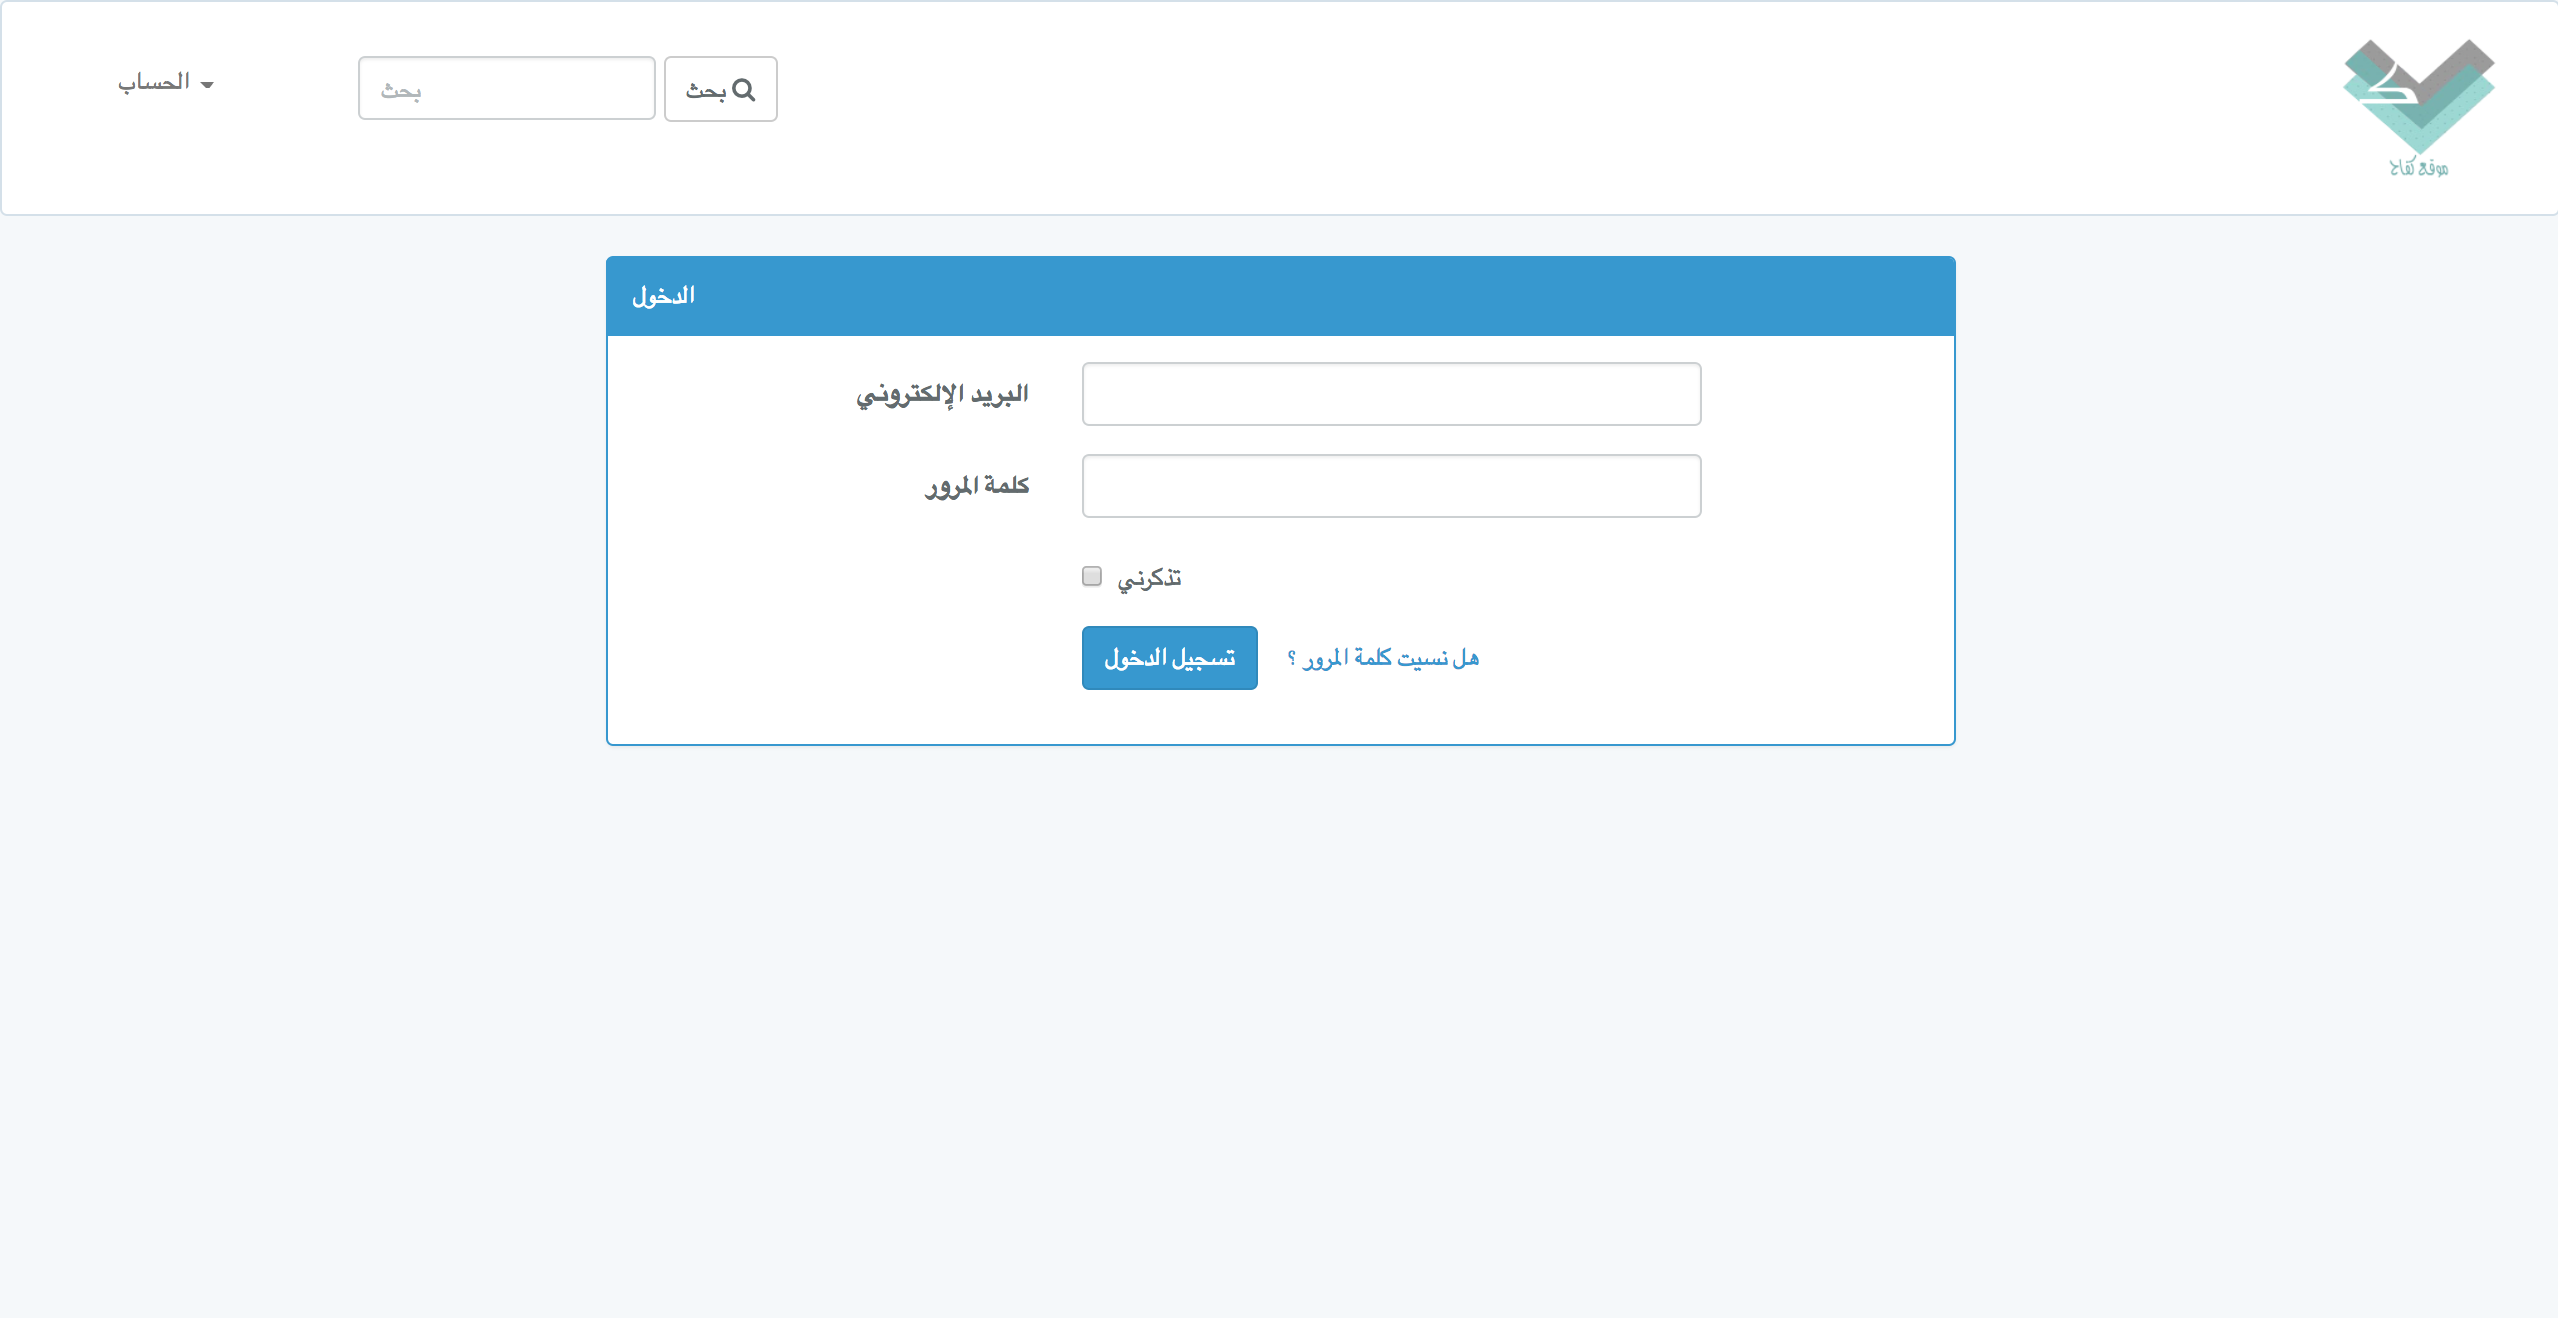 موقع كفاح
بحث
بحث
الحساب
الدخول
البريد الإلكتروني
كلمة المرور
تذكرني
تسجيل الدخول
هل نسيت كلمة المرور ؟